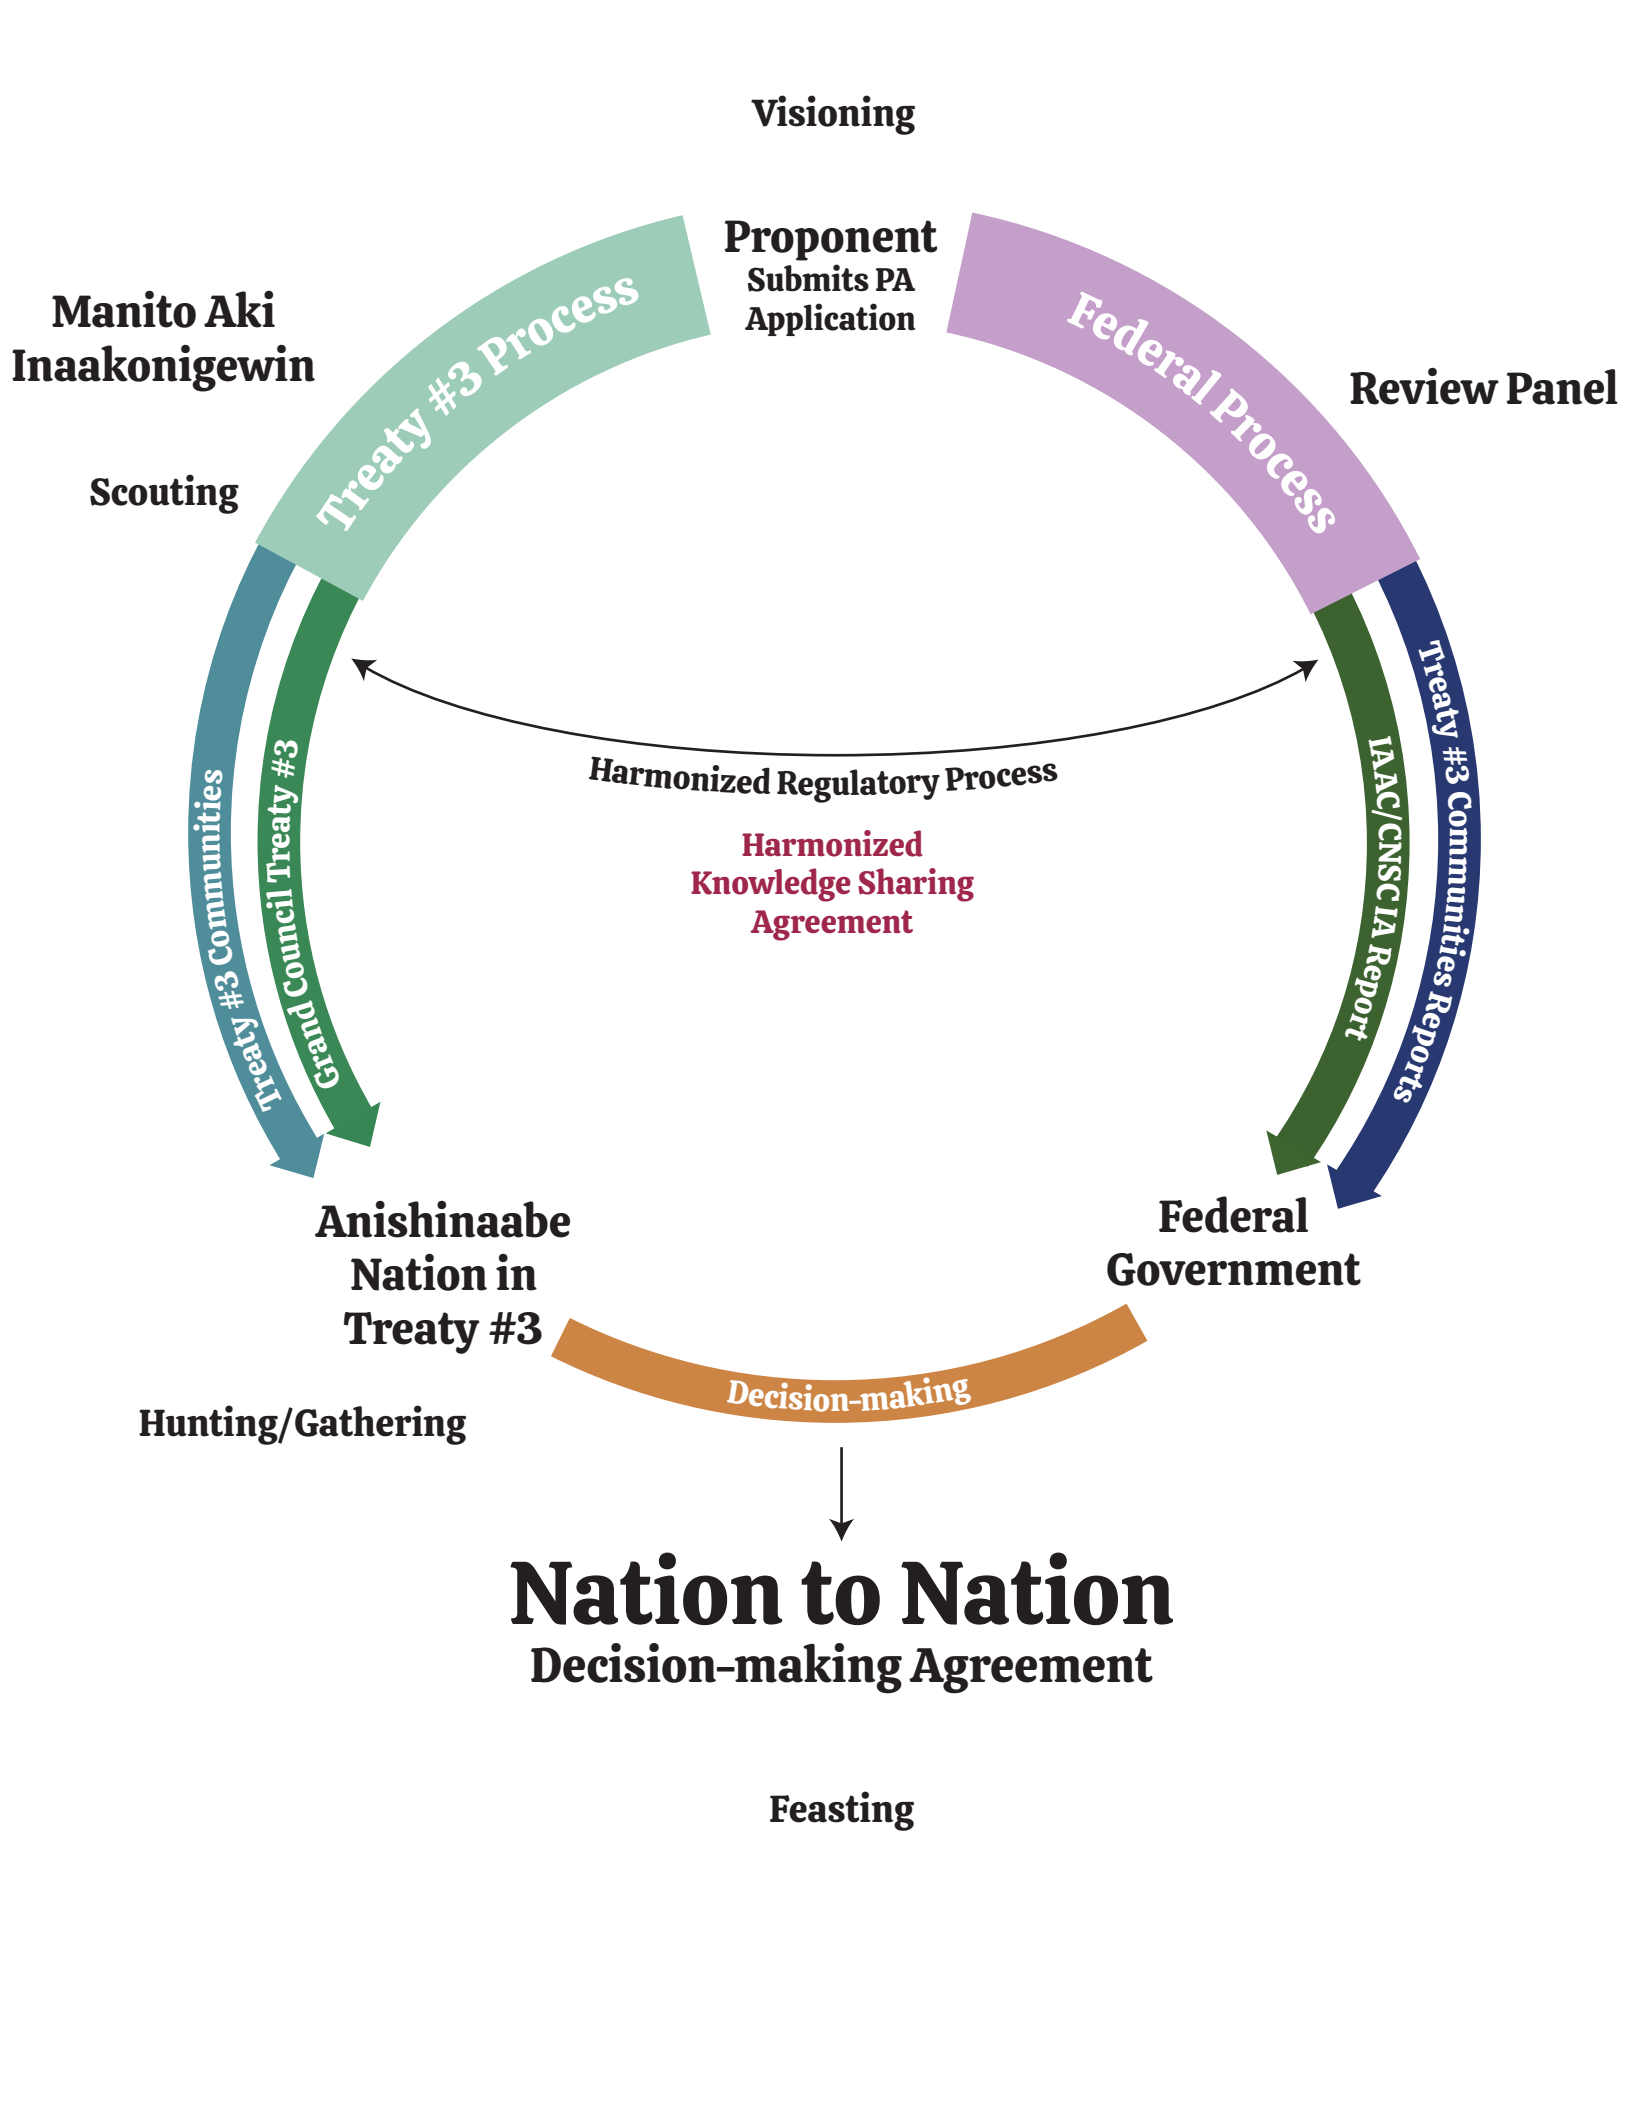 Visioning
Proponent
Submits PA
Application
Manito Aki
Inaakonigewin
Treaty #3 Process
Federal Process
Review Panel
Scouting
Treaty #3 Communities
Grand Council Treaty #3
Harmonized Regulatory Process
Harmonized
Knowledge Sharing
Agreement
IAAC/CNSC IA Report
Treaty #3 Communities Reports
Anishinaabe
Nation in
Treaty #3
Federal
Government
Decision-making
Hunting/Gathering
Nation to Nation
Decision-making Agreement
Feasting